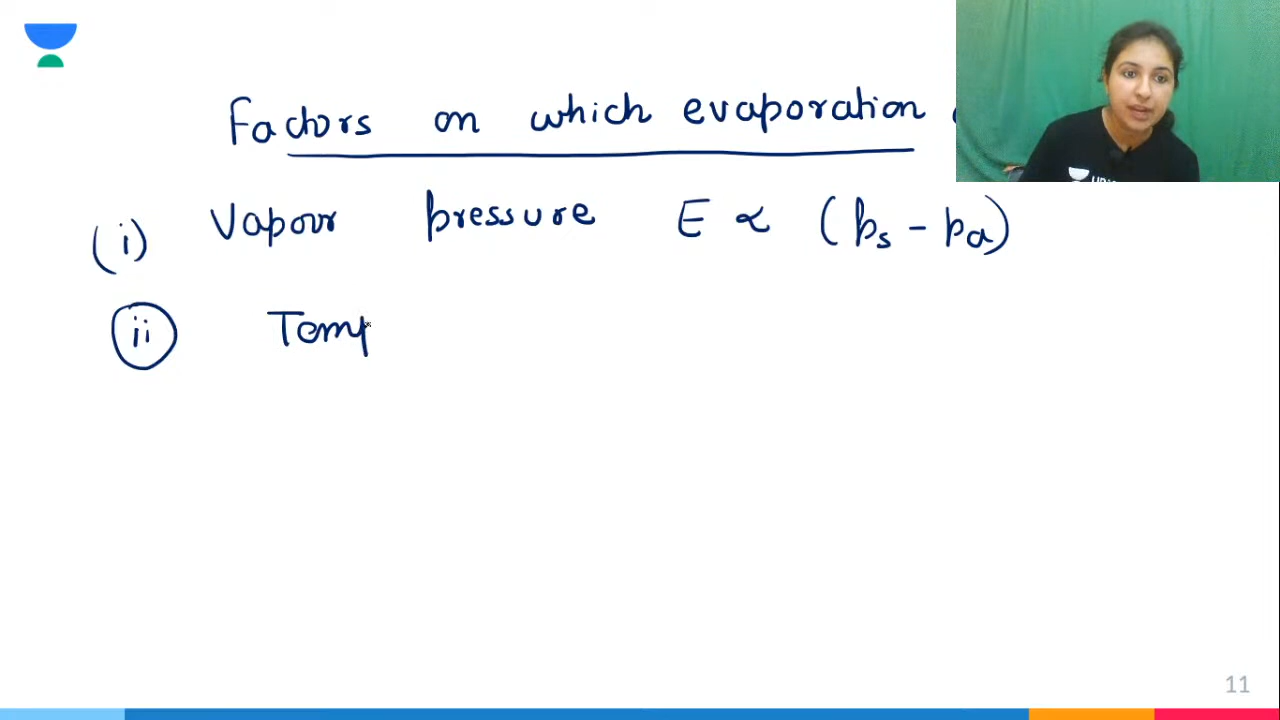 Factors on which evaporation
(i) Vapour pressure E ∝ (ps - pa)
ii Temp
11